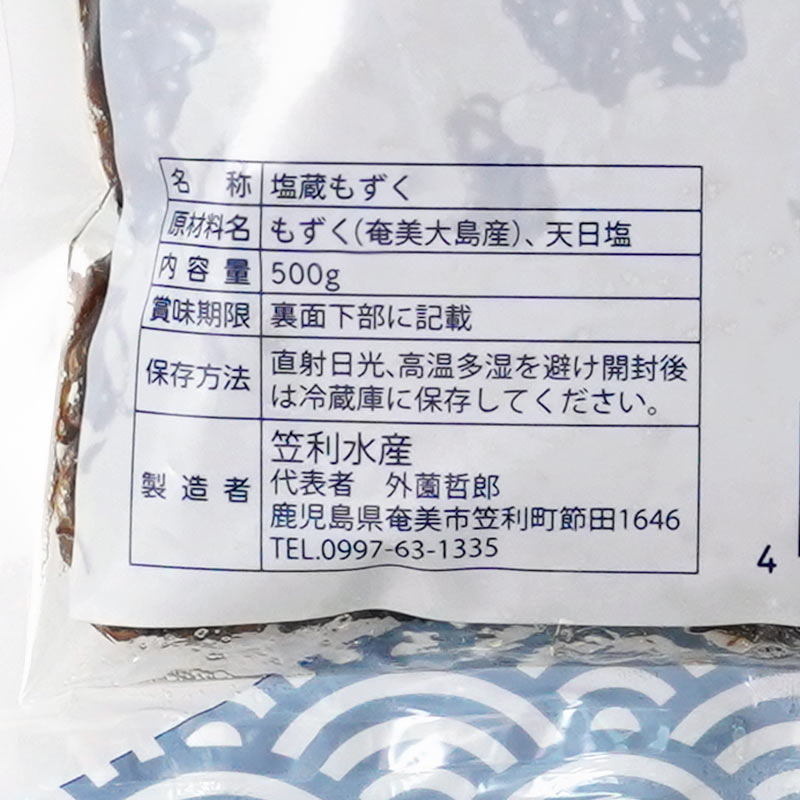 名称 塩蔵もずく
原材料名 もずく(奄美大島産)、天日塩
内容量 500g
賞味期限 裏面下部に記載
保存方法 直射日光、高温多湿を避け開封後
は冷蔵庫に保存してください。
製造者 笠利水産
代表者 外薗哲郎
鹿児島県奄美市笠利町節田1646
TEL.0997-63-1335
4